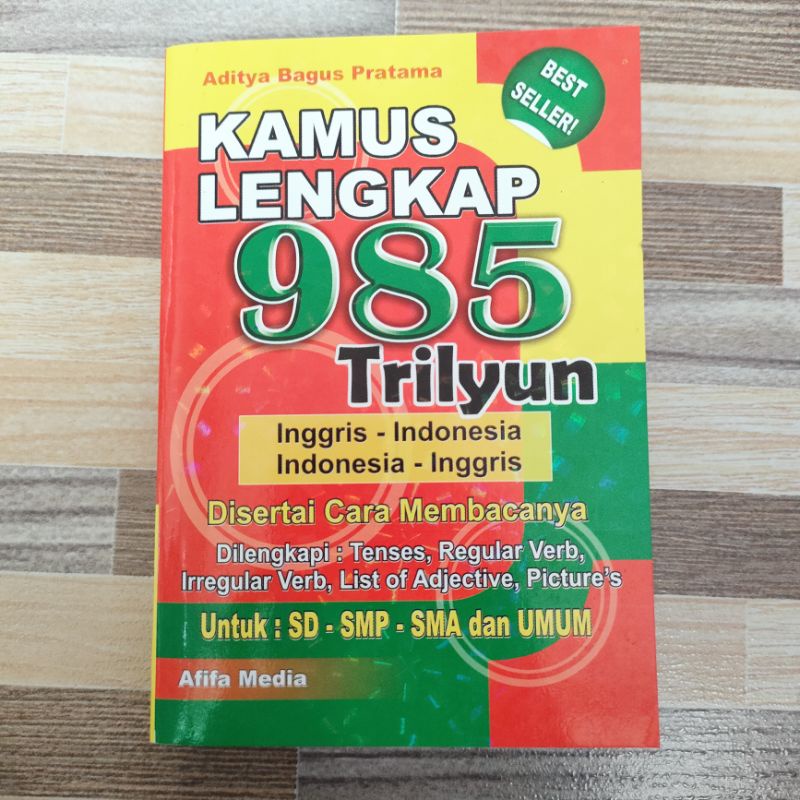 Aditya Bagus Pratama
BEST
SELLER!
KAMUS
LENGKAP
985
Trilyun
Inggris - Indonesia
Indonesia - Inggris
Disertai Cara Membacanya
Dilengkapi : Tenses, Regular Verb,
Irregular Verb, List of Adjective, Picture's
Untuk : SD - SMP - SMA dan UMUM
Afifa Media